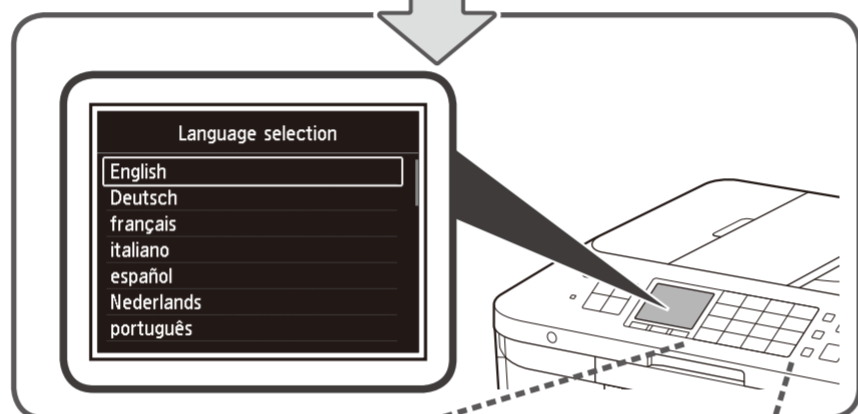 Language selection
English
Deutsch
français
italiano
español
Nederlands
português